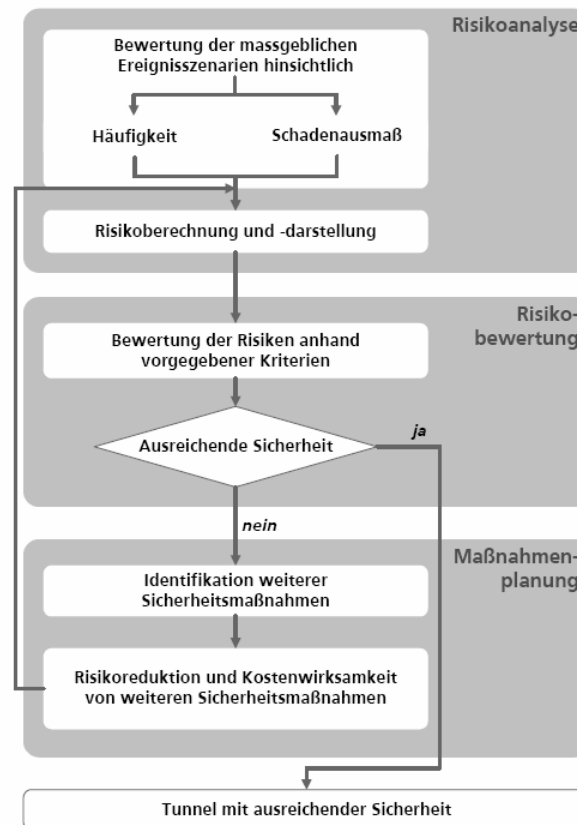 Risikoanalyse
Bewertung der massgeblichen
Ereignisszenarien hinsichtlich
Häufigkeit
Schadenausmaß
Risikoberechnung und -darstellung
Risiko-
bewertung
Bewertung der Risiken anhand
vorgegebener Kriterien
ja
Ausreichende Sicherheit
nein
Maßnahmen-
planung
Identifikation weiterer
Sicherheitsmaßnahmen
Risikoreduktion und Kostenwirksamkeit
von weiteren Sicherheitsmaßnahmen
Tunnel mit ausreichender Sicherheit